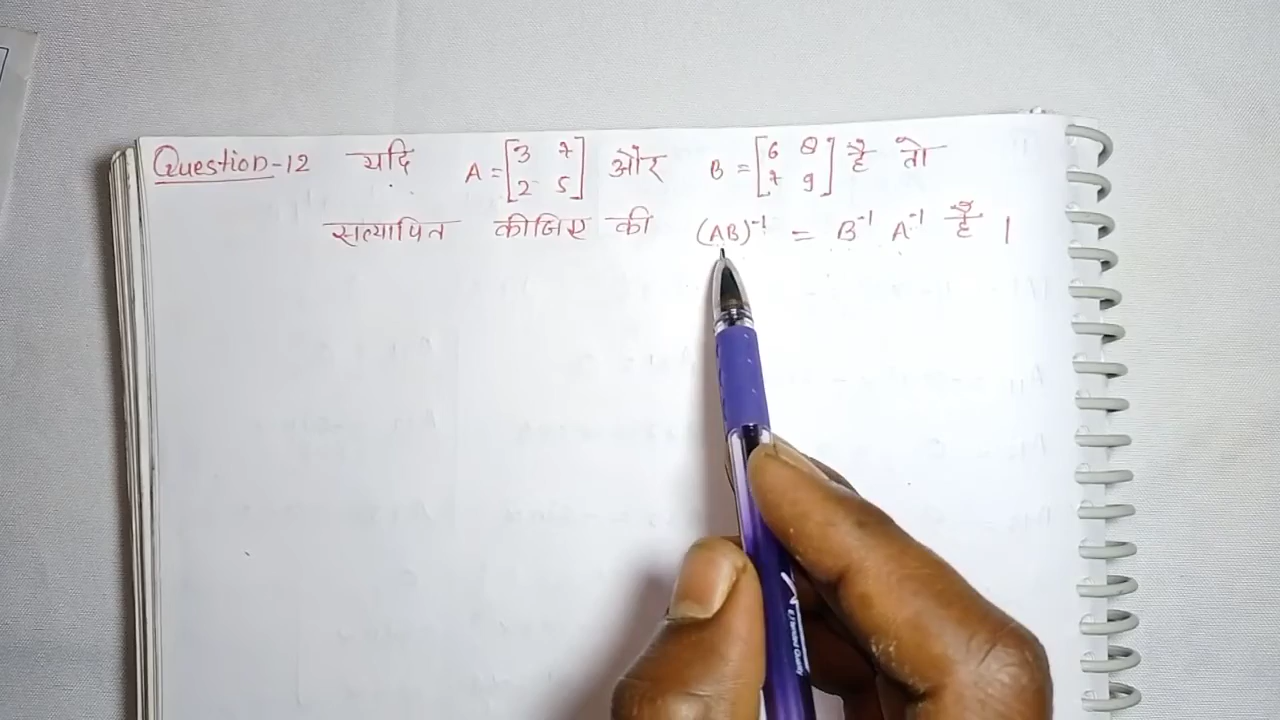 Question-12 यदि A = [3 7 2 5] और B = [6 8 7 9] है तो
सत्यापित कीजिए की (AB)⁻¹ = B⁻¹ A⁻¹ है ।